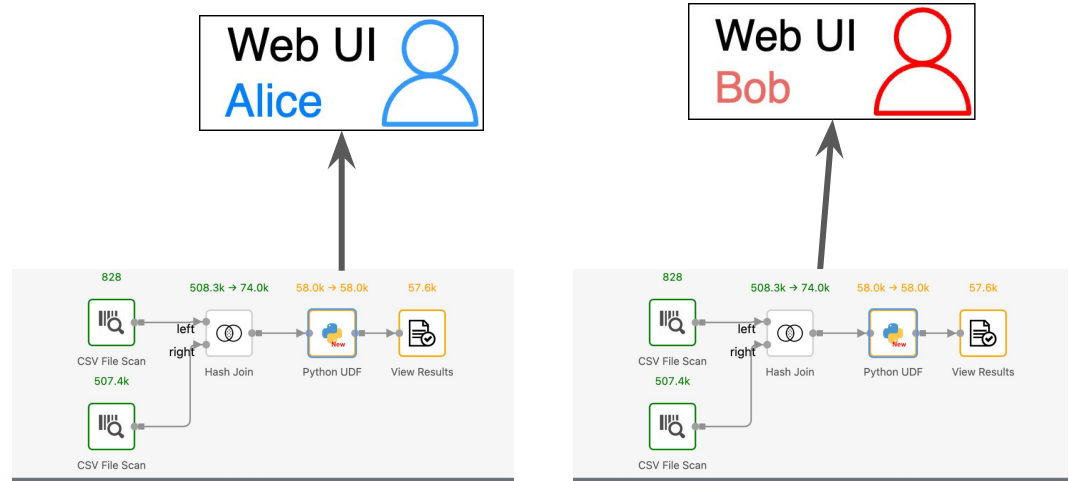 Web UI
Alice
Web UI
Bob
828
508.3k → 74.0k
58.0k → 58.0k
57.6k
left
right
CSV File Scan
Hash Join
Python UDF
New
View Results
507.4k
CSV File Scan
828
508.3k → 74.0k
58.0k → 58.0k
57.6k
left
right
CSV File Scan
Hash Join
Python UDF
New
View Results
507.4k
CSV File Scan